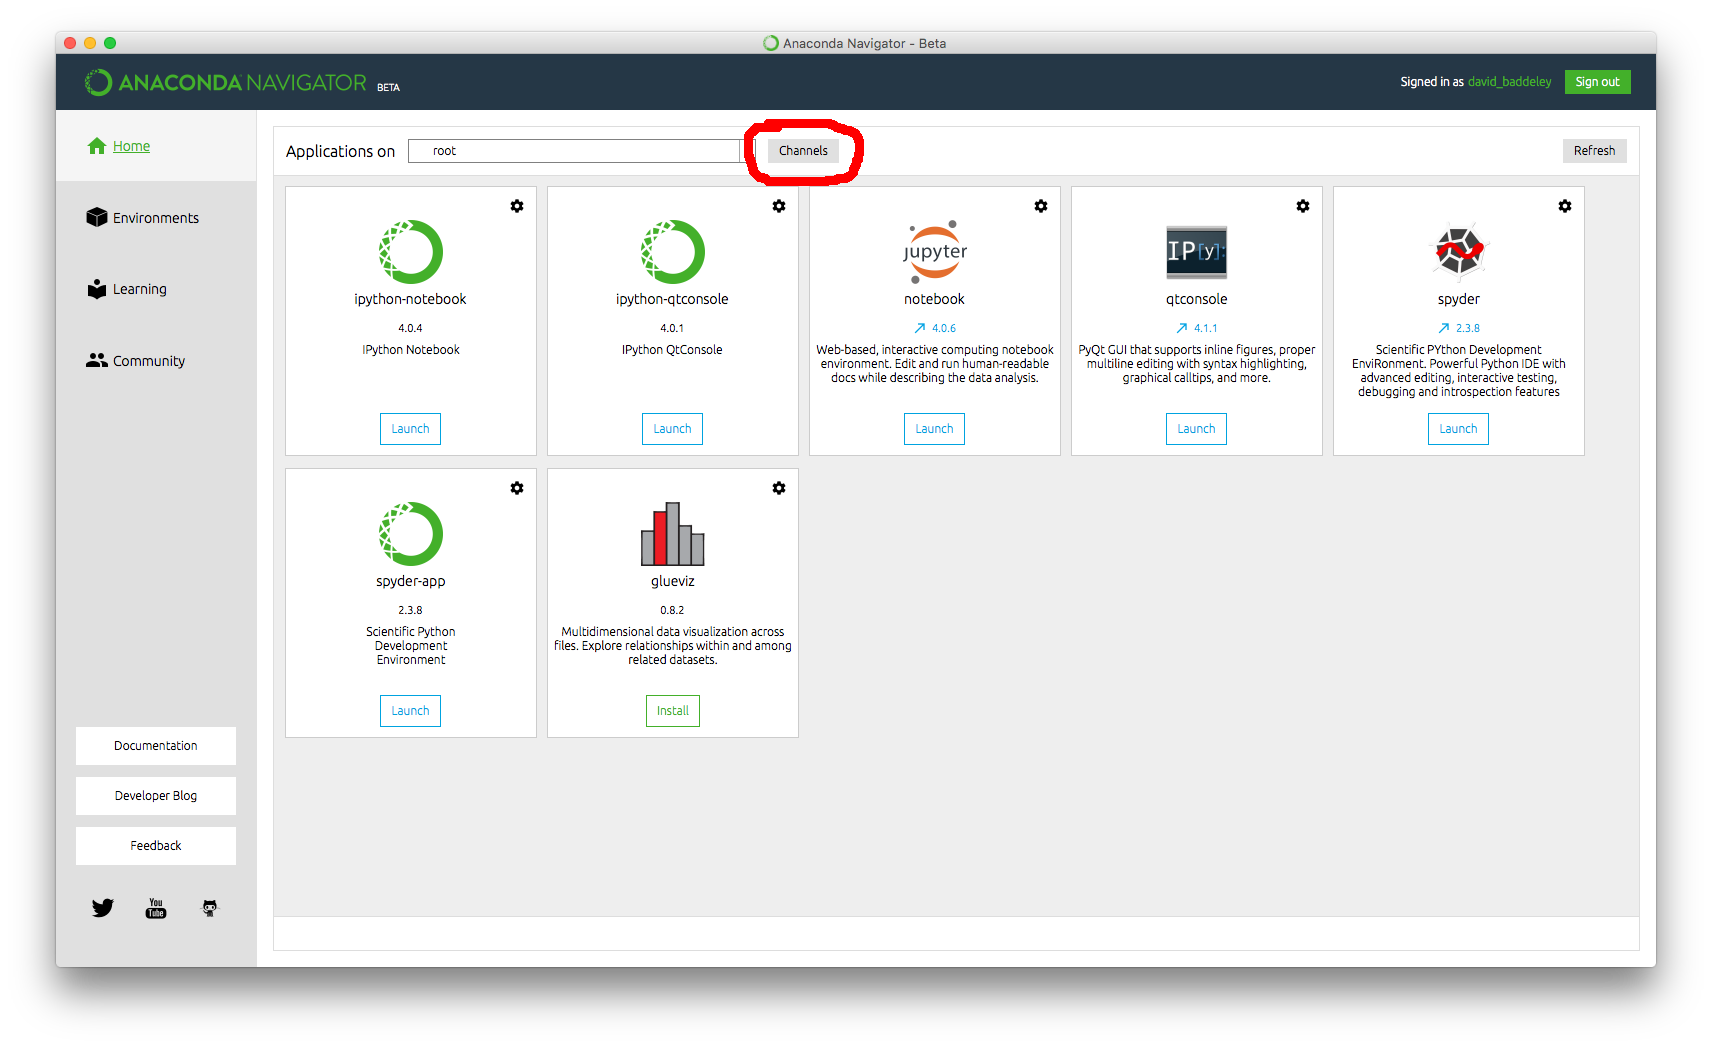 Anaconda Navigator - Beta
ANACONDA NAVIGATOR BETA
Signed in as david_baddeley
Sign out
Home
Environments
Learning
Community
Documentation
Developer Blog
Feedback
You
Tube
Applications on
root
Channels
Refresh
ipython-notebook
4.0.4
IPython Notebook
Launch
ipython-qtconsole
4.0.1
IPython QtConsole
Launch
jupyter
notebook
4.0.6
Web-based, interactive computing notebook
environment. Edit and run human-readable
docs while describing the data analysis.
Launch
IP[y]:
qtconsole
4.1.1
PyQt GUI that supports inline figures, proper
multiline editing with syntax highlighting,
graphical calltips, and more.
Launch
spyder
2.3.8
Scientific PYthon Development
EnviRonment. Powerful Python IDE with
advanced editing, interactive testing,
debugging and introspection features
Launch
spyder-app
2.3.8
Scientific Python
Development
Environment
Launch
glueviz
0.8.2
Multidimensional data visualization across
files. Explore relationships within and among
related datasets.
Install